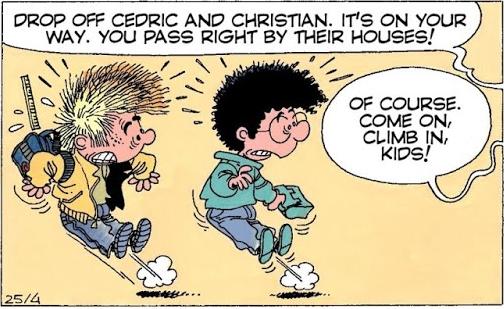 DROP OFF CEDRIC AND CHRISTIAN. IT'S ON YOUR
WAY. YOU PASS RIGHT BY THEIR HOUSES!
OF COURSE.
COME ON,
CLIMB IN,
KIDS!
25/4